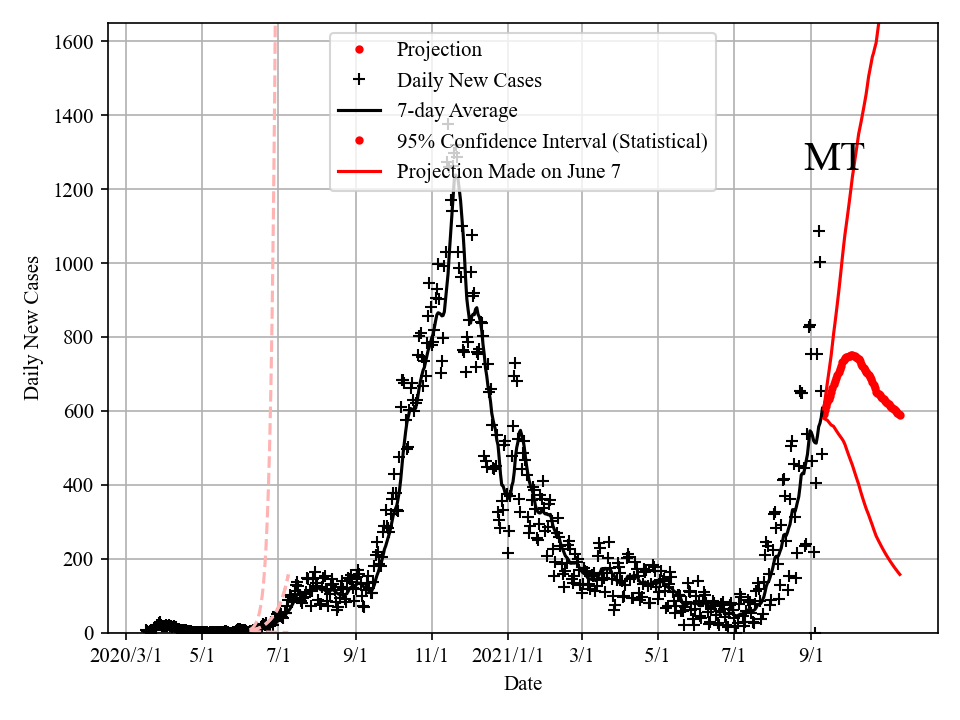 1600
1400
1200
1000
800
600
400
200
0
Daily New Cases
Projection
Daily New Cases
7-day Average
95% Confidence Interval (Statistical)
Projection Made on June 7
MT
2020/3/1 5/1 7/1 9/1 11/1 2021/1/1 3/1 5/1 7/1 9/1
Date